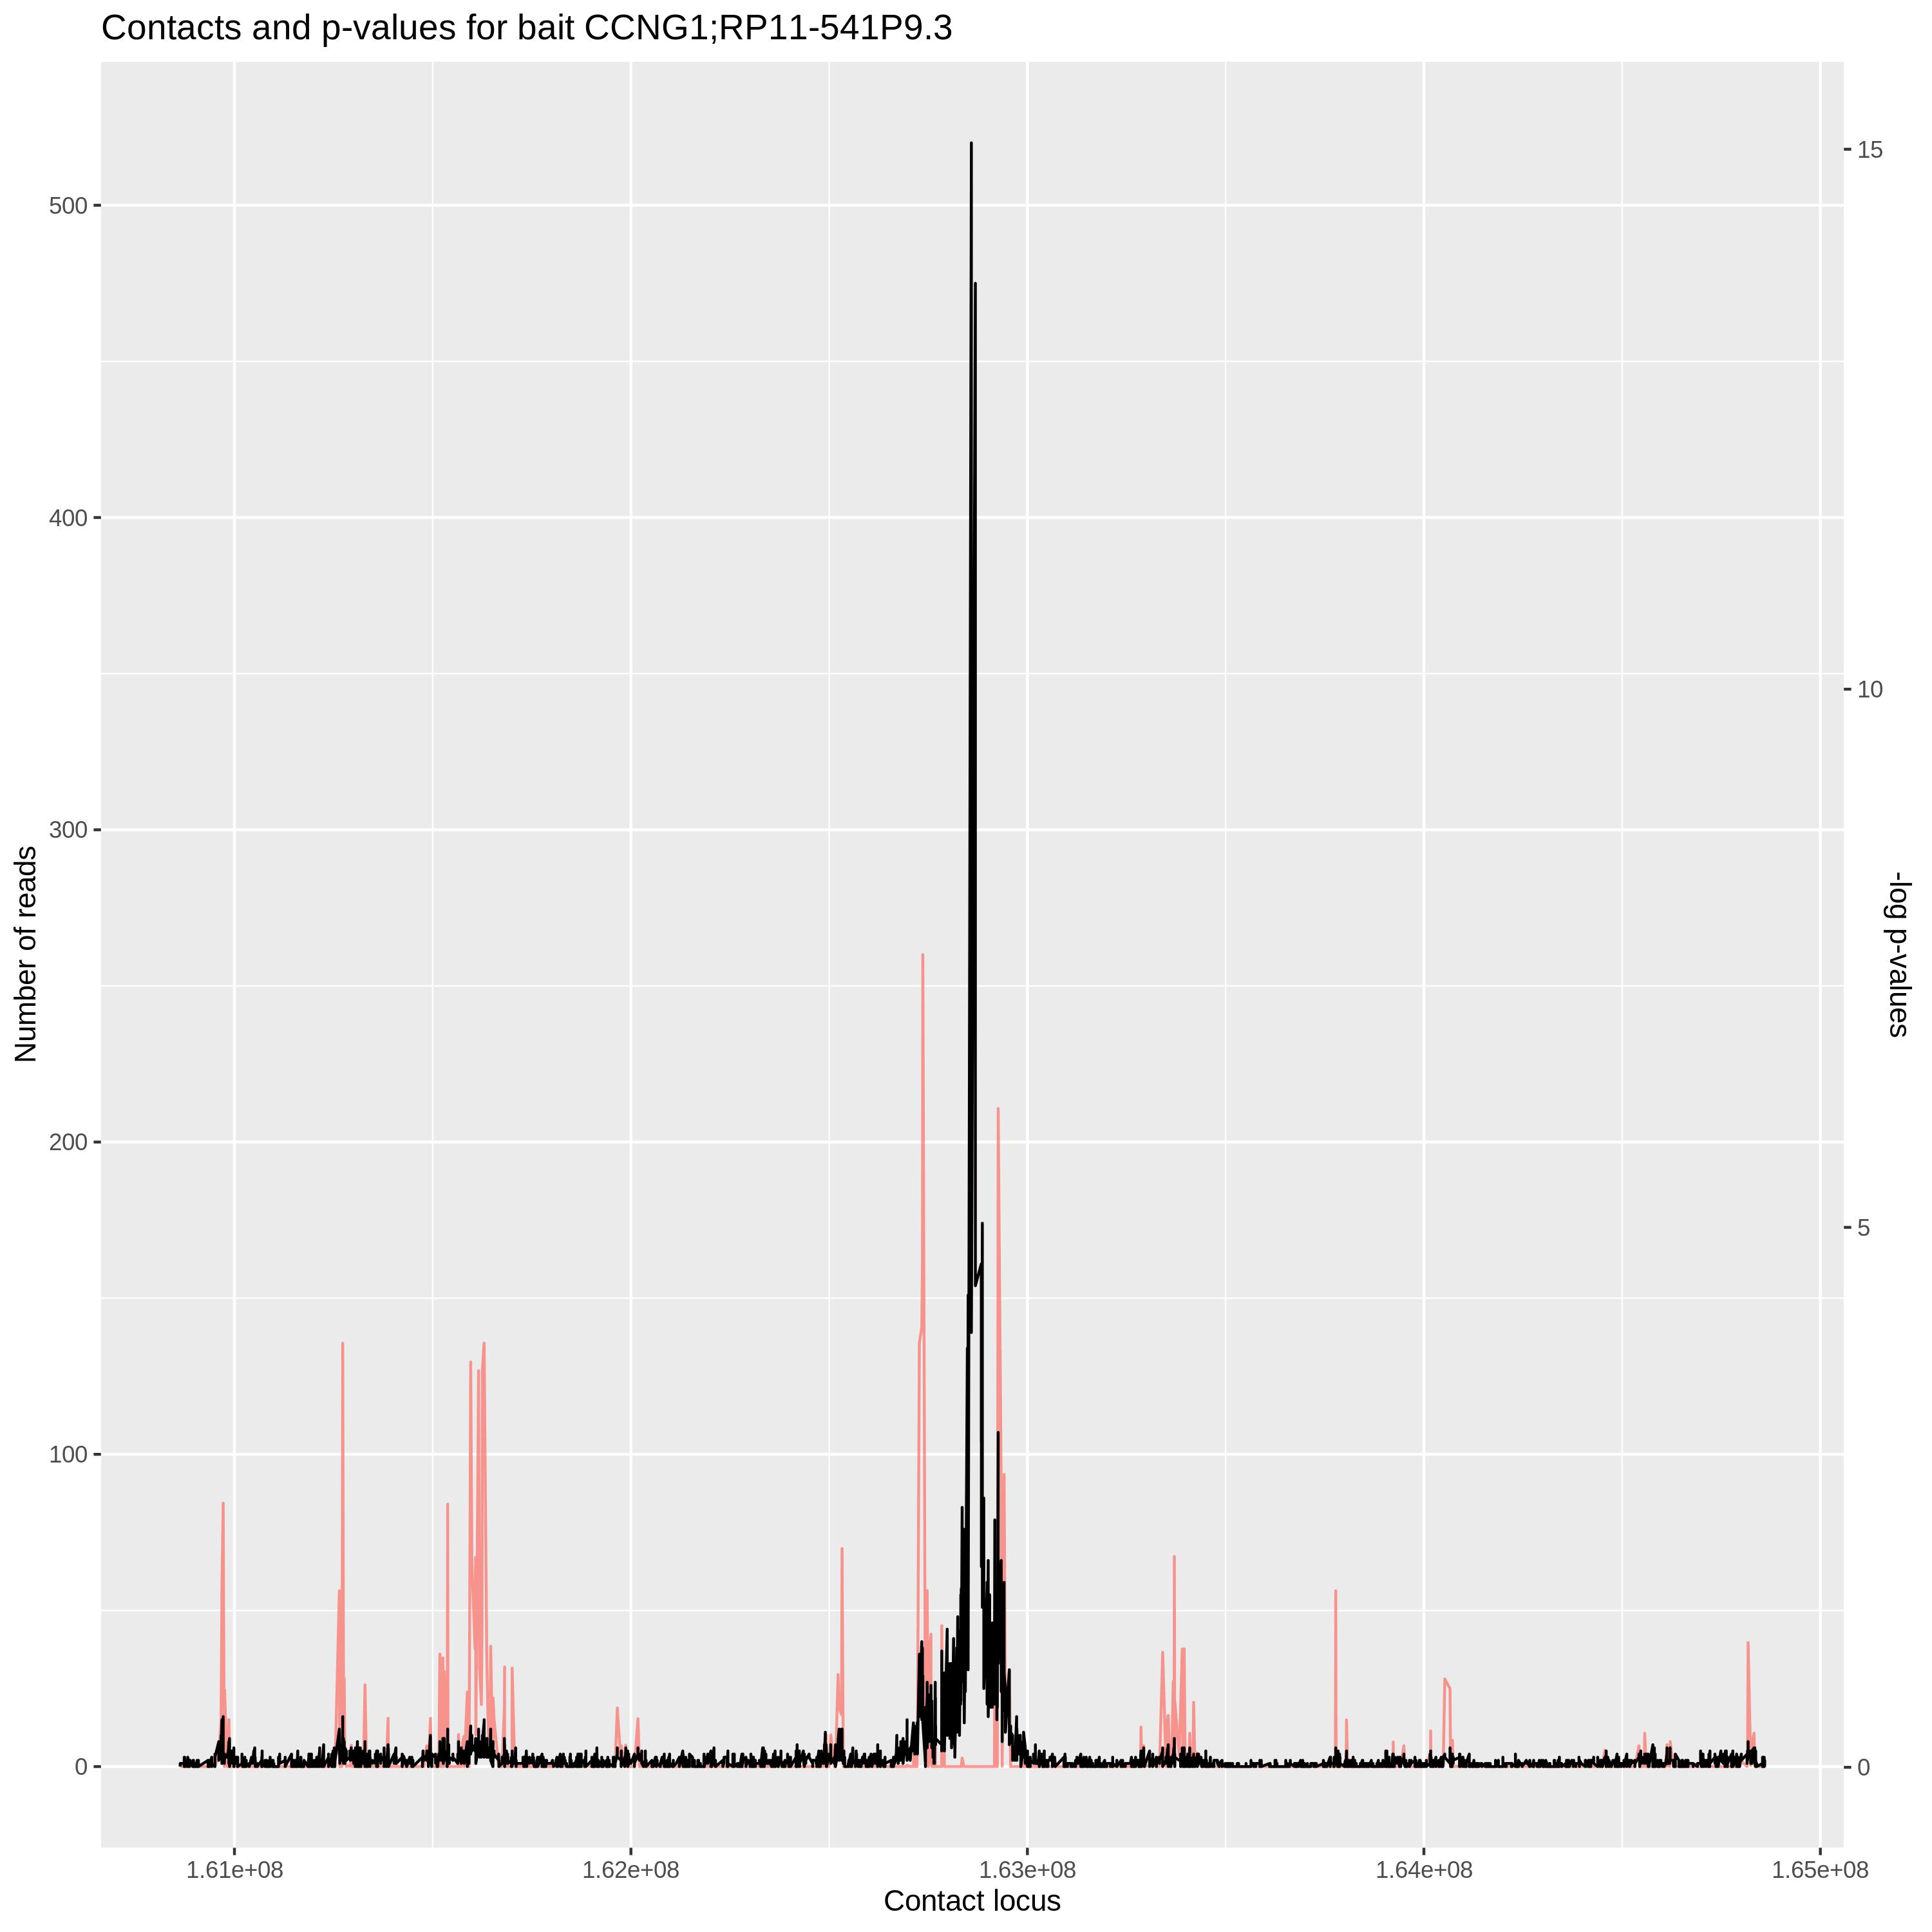 Contacts and p-values for bait CCNG1;RP11-541P9.3
500
400
300
200
100
0
Number of reads
15
10
5
0
-log p-values
1.61e+08 1.62e+08 1.63e+08 1.64e+08 1.65e+08
Contact locus